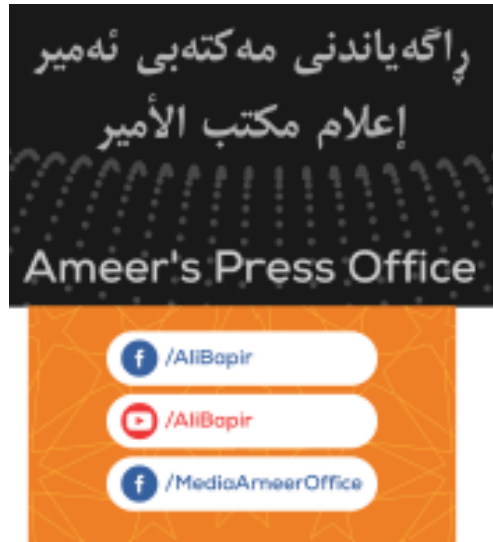 ڕاگەیاندنی مەکتەبی ئەمیر
إعلام مكتب الأمير
Ameer's Press Office
/AliBapir
/AliBapir
/MediaAmeerOffice